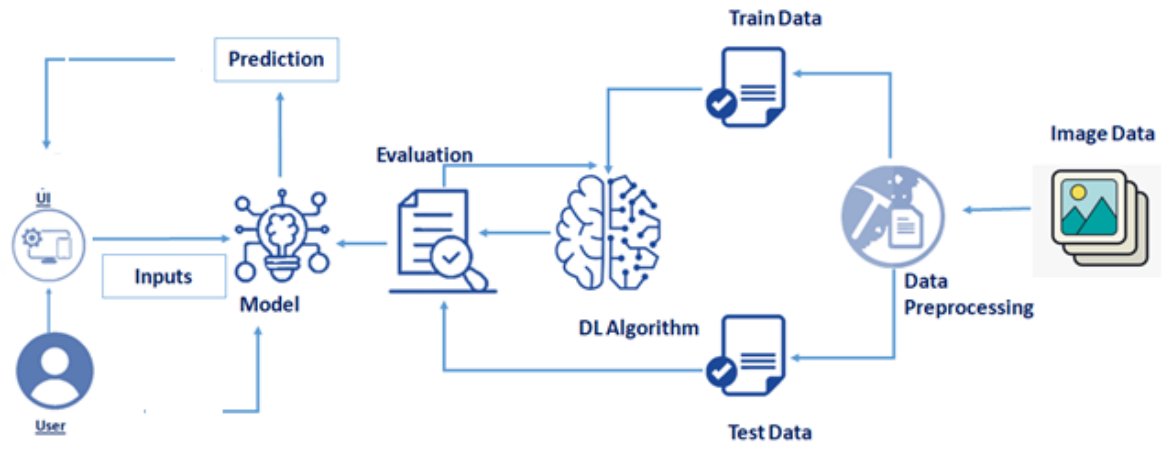 Train Data
Prediction
Image Data
Evaluation
UI
Inputs
Model
Data
Preprocessing
DL Algorithm
User
Test Data